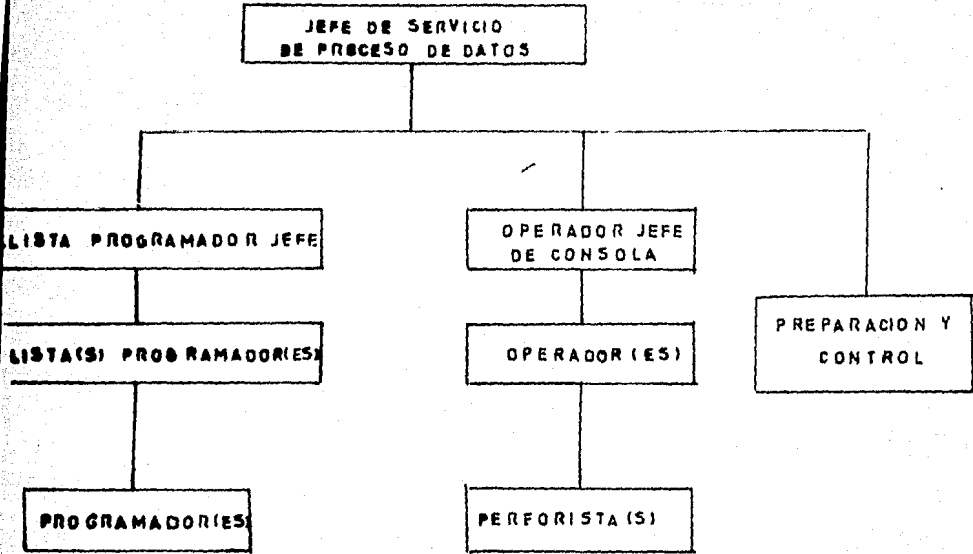 JEFE DE SERVICIO
DE PROCESO DE DATOS
LISTA PROGRAMADOR JEFE
OPERADOR JEFE
DE CONSOLA
PREPARACION Y
CONTROL
LISTA(S) PROGRAMADOR(ES)
OPERADOR (ES)
PROGRAMADOR(ES)
PERFORISTA (S)